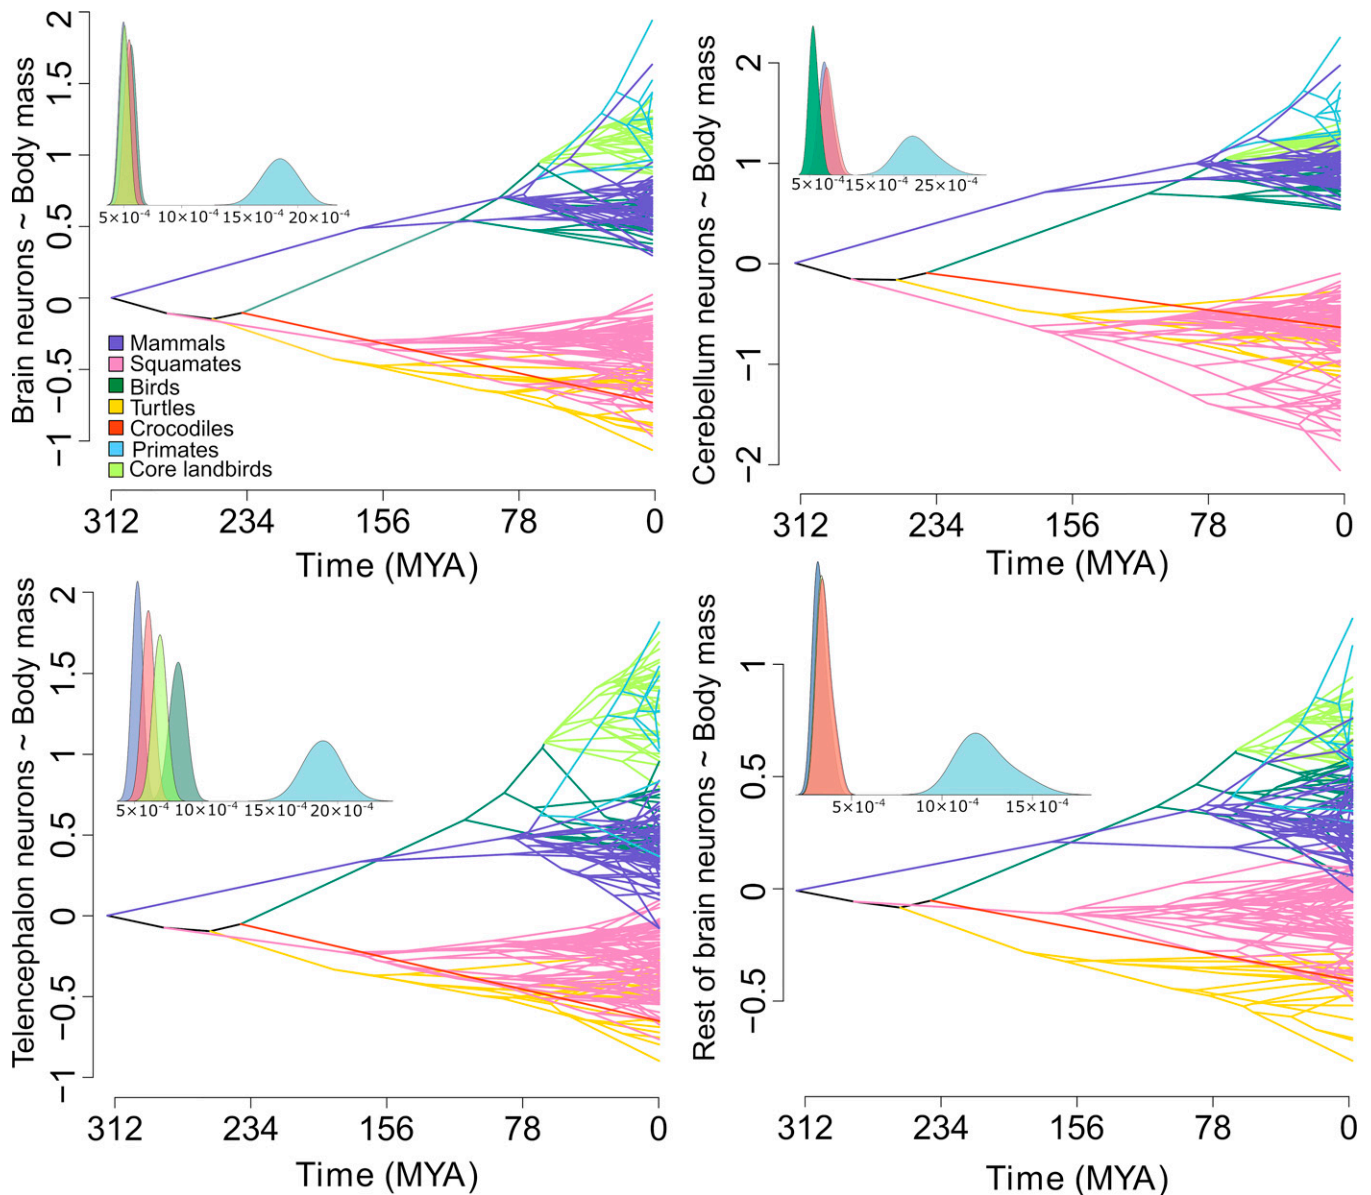 Brain neurons ~ Body mass
2
1.5
1
0.5
0
−0.5
−1
5×10⁻⁴ 10×10⁻⁴ 15×10⁻⁴ 20×10⁻⁴
Mammals
Squamates
Birds
Turtles
Crocodiles
Primates
Core landbirds
312 234 156 78 0
Time (MYA)
Cerebellum neurons ~ Body mass
2
1
0
−1
−2
5×10⁻⁴ 15×10⁻⁴ 25×10⁻⁴
312 234 156 78 0
Time (MYA)
Telencephalon neurons ~ Body mass
2
1.5
1
0.5
0
−0.5
−1
5×10⁻⁴ 10×10⁻⁴ 15×10⁻⁴ 20×10⁻⁴
312 234 156 78 0
Time (MYA)
Rest of brain neurons ~ Body mass
1
0.5
0
−0.5
5×10⁻⁴ 10×10⁻⁴ 15×10⁻⁴
312 234 156 78 0
Time (MYA)